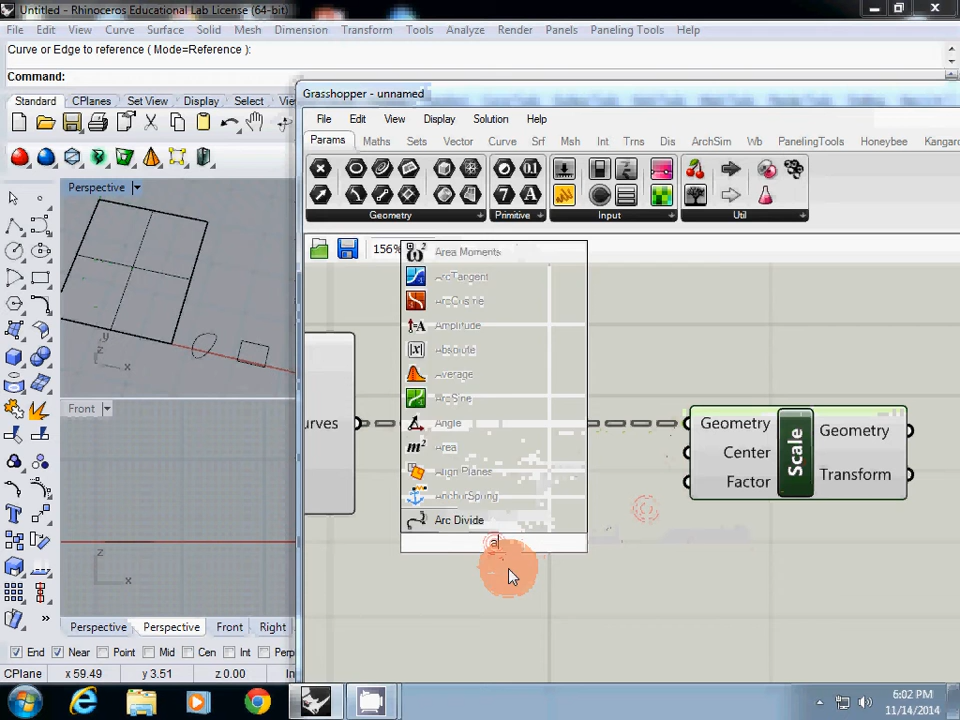 Untitled - Rhinoceros Educational Lab License (64-bit)
File Edit View Curve Surface Solid Mesh Dimension Transform Tools Analyze Render Panels Paneling Tools Help
Curve or Edge to reference ( Mode=Reference ):
Command:
Standard CPlanes Set View Display Select
Grasshopper - unnamed
File Edit View Display Solution Help
Params Maths Sets Vector Curve Srf Msh Int Trns Dis ArchSim Wb PanelingTools Honeybee Kangar
Geometry Primitive Input Util
Perspective
156%
Area Moments
ArcTangent
ArcCosine
Amplitude
Absolute
Average
ArcSine
Angle
Area
Align Planes
AnchorSpring
Arc Divide
a
urves
Geometry
Center
Factor
Scale
Geometry
Transform
y
z
x
Front
z
x
Perspective Perspective Front Right
End Near Point Mid Cen Int Perp
CPlane x 59.49 y 3.51 z 0.00 In
6:02 PM
11/14/2014